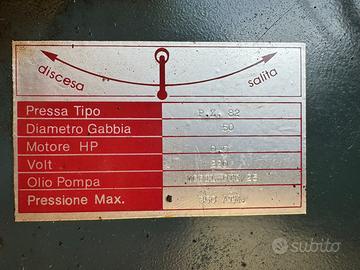 discesa salita
Pressa Tipo P.Z. 82
Diametro Gabbia 50
Motore HP
Volt 220
Olio Pompa
Pressione Max.
subito